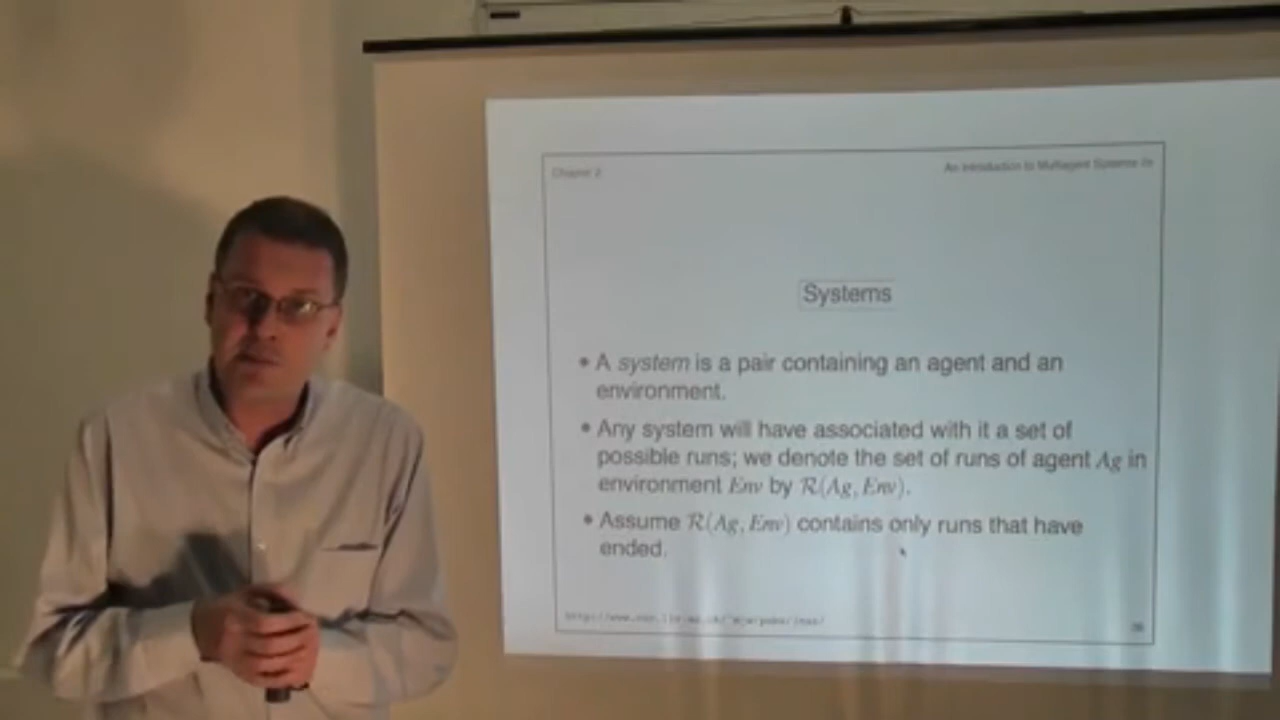 Chapter 2
An Introduction to Multiagent Systems 2e
Systems
• A system is a pair containing an agent and an
environment.
• Any system will have associated with it a set of
possible runs; we denote the set of runs of agent Ag in
environment Env by R(Ag, Env).
• Assume R(Ag, Env) contains only runs that have
ended.